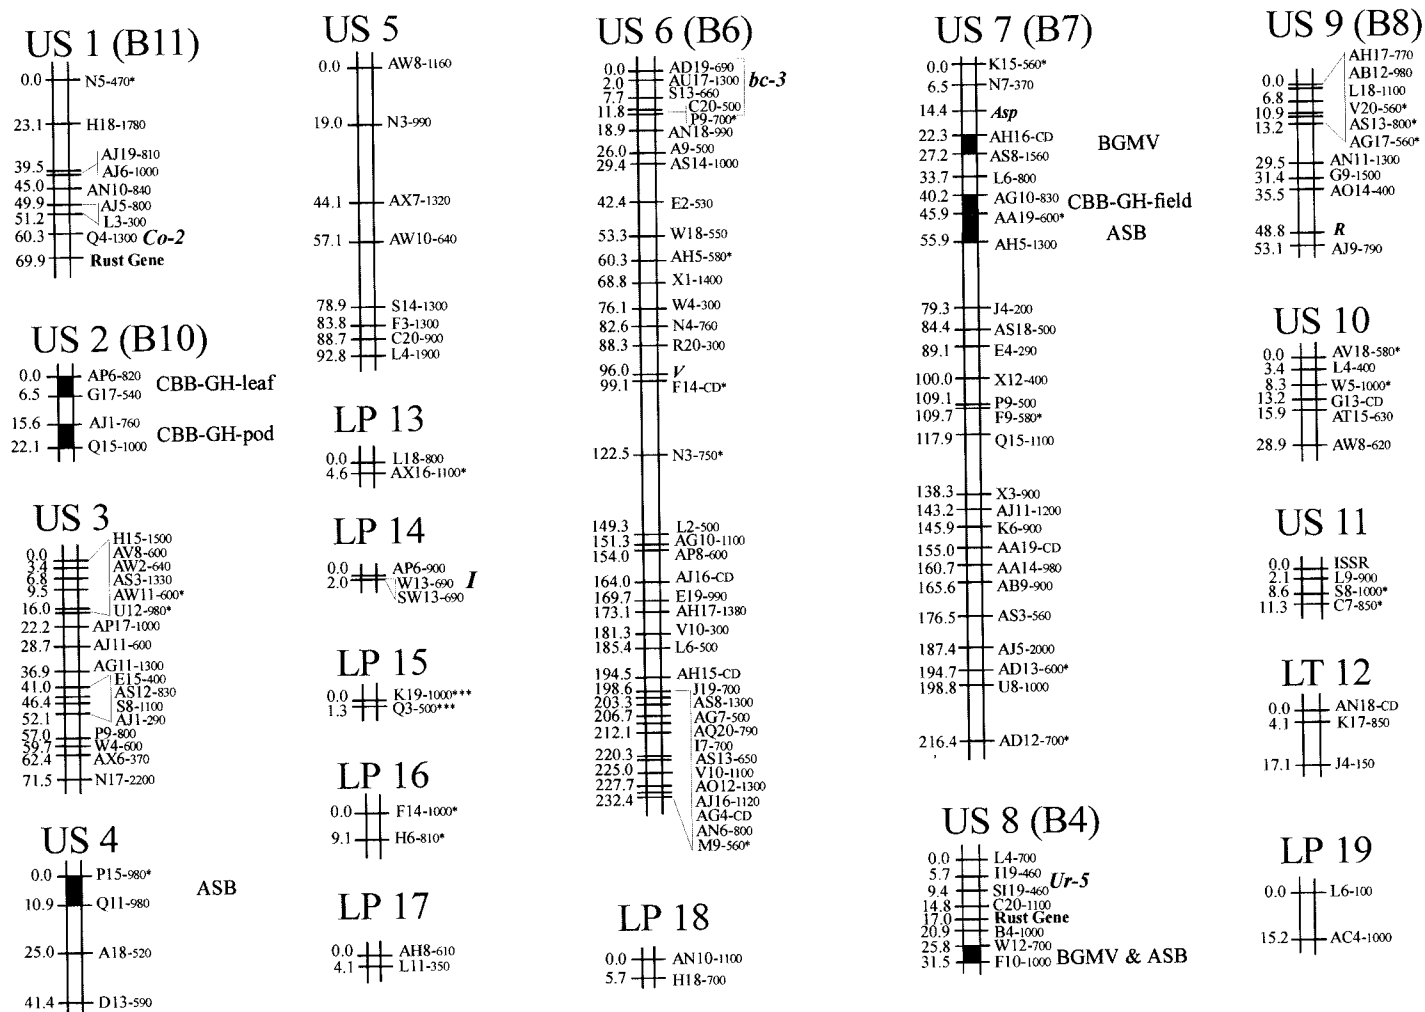 US 1 (B11)
0.0 N5-470*
23.1 H18-1780
AJ19-810
39.5 AJ6-1000
45.0 AN10-840
49.9 AJ5-800
51.2 L3-300
60.3 Q4-1300 Co-2
69.9 Rust Gene
US 2 (B10)
0.0 AP6-820 CBB-GH-leaf
6.5 G17-540
15.6 AJ1-760 CBB-GH-pod
22.1 Q15-1000
US 3
H15-1500
0.0 AV8-600
3.4 AW2-640
6.8 AS3-1330
9.5 AW11-600*
16.0 U12-980*
22.2 AP17-1000
28.7 AJ11-600
36.9 AG11-1300
41.0 E15-400
AS12-830
46.4 S8-1100
52.1 AJ1-290
57.0 P9-800
59.7 W4-600
62.4 AX6-370
71.5 N17-2200
US 4
0.0 P15-980* ASB
10.9 Q11-980
25.0 A18-520
41.4 D13-590
US 5
0.0 AW8-1160
19.0 N3-990
44.1 AX7-1320
57.1 AW10-640
78.9 S14-1300
83.8 F3-1300
88.7 C20-900
92.8 L4-1900
LP 13
0.0 L18-800
4.6 AX16-1100*
LP 14
0.0 AP6-900
2.0 W13-690 I
SW13-690
LP 15
0.0 K19-1000***
1.3 Q3-500***
LP 16
0.0 F14-1000*
9.1 H6-810*
LP 17
0.0 AH8-610
4.1 L11-350
US 6 (B6)
0.0 AD19-690 bc-3
2.0 AU17-1300
7.7 S13-660
C20-500
11.8 P9-700*
18.9 AN18-990
26.0 A9-500
29.4 AS14-1000
42.4 E2-530
53.3 W18-550
60.3 AH5-580*
68.8 X1-1400
76.1 W4-300
82.6 N4-760
88.3 R20-300
96.0 V
99.1 F14-CD*
122.5 N3-750*
149.3 L2-500
151.3 AG10-1100
154.0 AP8-600
164.0 AJ16-CD
169.7 E19-990
173.1 AH17-1380
181.3 V10-300
185.4 L6-500
194.5 AH15-CD
198.6 J19-700
203.3 AS8-1300
206.7 AG7-500
212.1 AQ20-790
I7-700
220.3 AS13-650
225.0 V10-1100
227.7 AO12-1300
232.4 AJ16-1120
AG4-CD
AN6-800
M9-560*
LP 18
0.0 AN10-1100
5.7 H18-700
US 7 (B7)
0.0 K15-560*
6.5 N7-370
14.4 Asp
22.3 AH16-CD BGMV
27.2 AS8-1560
33.7 L6-800
40.2 AG10-830 CBB-GH-field
45.9 AA19-600* ASB
55.9 AH5-1300
79.3 J4-200
84.4 AS18-500
89.1 E4-290
100.0 X12-400
109.1 P9-500
109.7 F9-580*
117.9 Q15-1100
138.3 X3-900
143.2 AJ11-1200
145.9 K6-900
155.0 AA19-CD
160.7 AA14-980
165.6 AB9-900
176.5 AS3-560
187.4 AJ5-2000
194.7 AD13-600*
198.8 U8-1000
216.4 AD12-700*
US 8 (B4)
0.0 L4-700
5.7 I19-460 Ur-5
9.4 SI19-460
14.8 C20-1100
17.0 Rust Gene
20.9 B4-1000
25.8 W12-700
31.5 F10-1000 BGMV & ASB
US 9 (B8)
AH17-770
0.0 AB12-980
L18-1100
6.8 V20-560*
10.9 AS13-800*
13.2 AG17-560*
29.5 AN11-1300
31.4 G9-1500
35.5 AO14-400
48.8 R
53.1 AJ9-790
US 10
0.0 AV18-580*
3.4 L4-400
8.3 W5-1000*
13.2 G13-CD
15.9 AT15-630
28.9 AW8-620
US 11
0.0 ISSR
2.1 L9-900
8.6 S8-1000*
11.3 C7-850*
LT 12
0.0 AN18-CD
4.1 K17-850
17.1 J4-150
LP 19
0.0 L6-100
15.2 AC4-1000